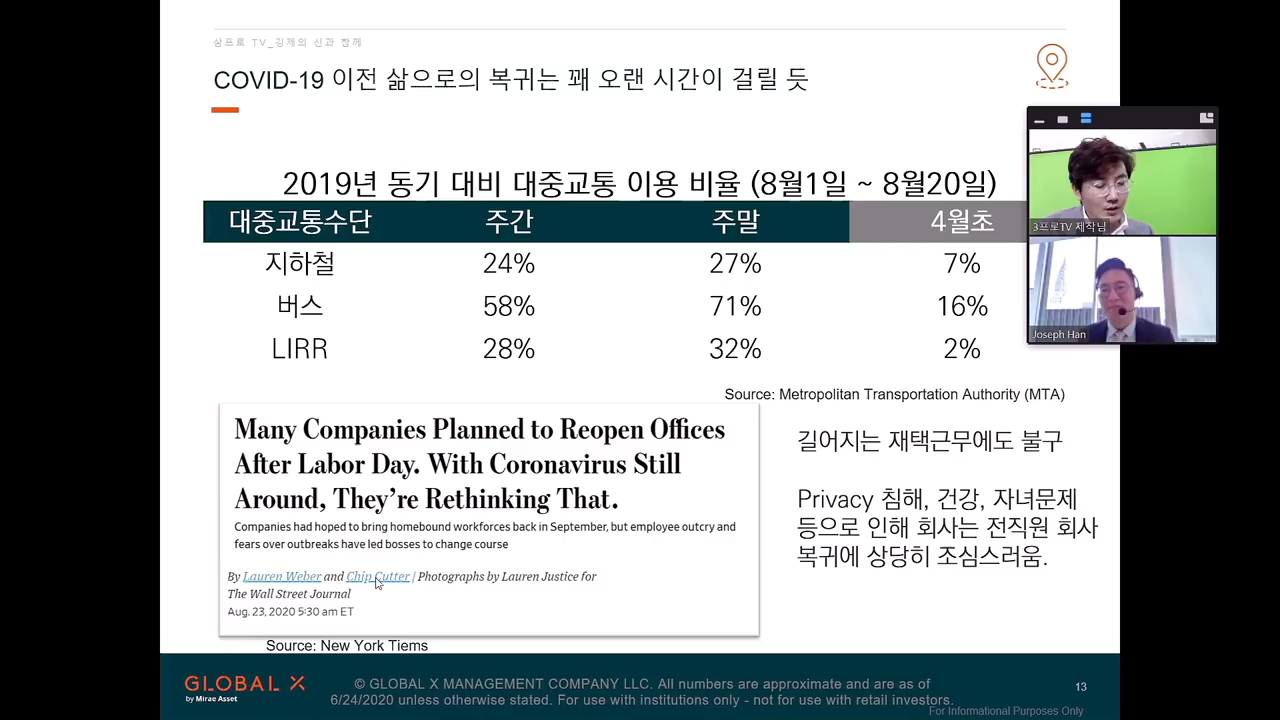 삼프로 TV_경제의 신과 함께
COVID-19 이전 삶으로의 복귀는 꽤 오랜 시간이 걸릴 듯
2019년 동기 대비 대중교통 이용 비율 (8월1일 ~ 8월20일)
대중교통수단 주간 주말 4월초
지하철 24% 27% 7%
버스 58% 71% 16%
LIRR 28% 32% 2%
3프로TV 제작님
Joseph Han
Source: Metropolitan Transportation Authority (MTA)
Many Companies Planned to Reopen Offices
After Labor Day. With Coronavirus Still
Around, They're Rethinking That.
Companies had hoped to bring homebound workforces back in September, but employee outcry and
fears over outbreaks have led bosses to change course
By Lauren Weber and Chip Cutter | Photographs by Lauren Justice for
The Wall Street Journal
Aug. 23, 2020 5:30 am ET
Source: New York Tiems
길어지는 재택근무에도 불구
Privacy 침해, 건강, 자녀문제
등으로 인해 회사는 전직원 회사
복귀에 상당히 조심스러움.
GLOBAL X
by Mirae Asset
© GLOBAL X MANAGEMENT COMPANY LLC. All numbers are approximate and are as of
6/24/2020 unless otherwise stated. For use with institutions only - not for use with retail investors.
13
For Informational Purposes Only